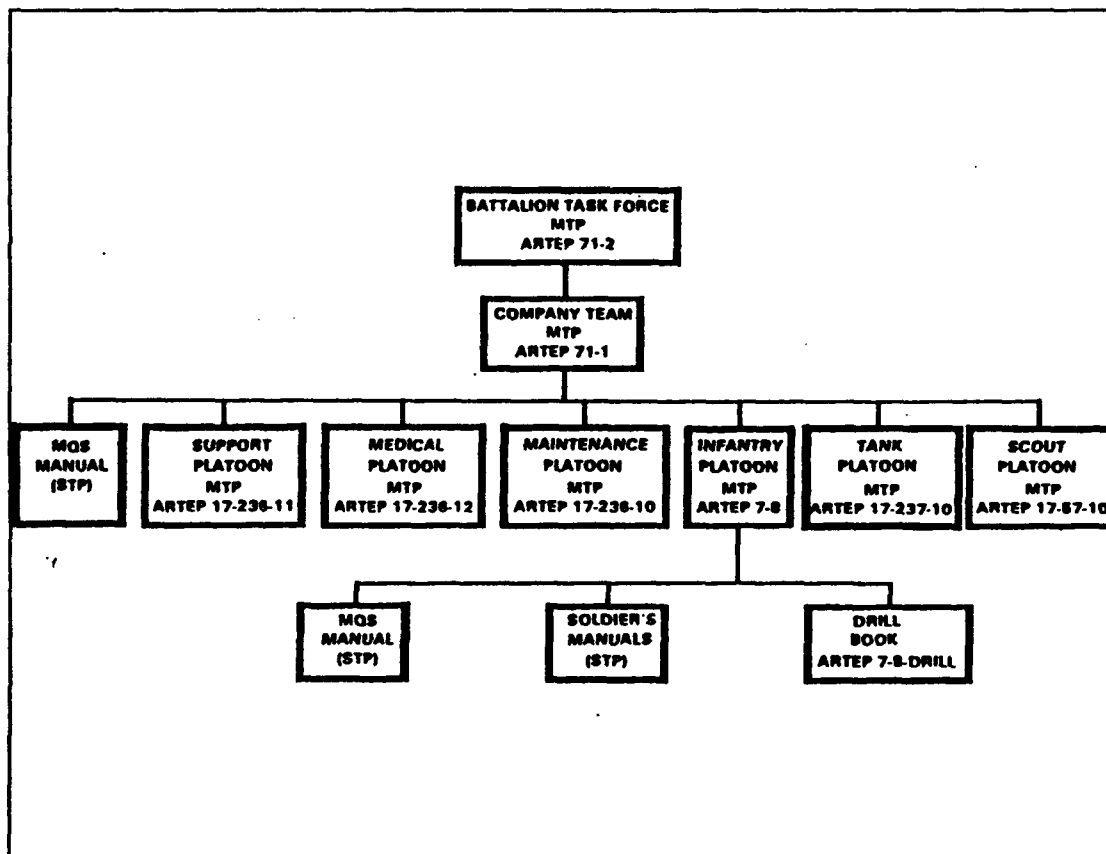 BATTALION TASK FORCE
MTP
ARTEP 71-2
COMPANY TEAM
MTP
ARTEP 71-1
MQS
MANUAL
(STP)
SUPPORT
PLATOON
MTP
ARTEP 17-236-11
MEDICAL
PLATOON
MTP
ARTEP 17-236-12
MAINTENANCE
PLATOON
MTP
ARTEP 17-236-10
INFANTRY
PLATOON
MTP
ARTEP 7-8
TANK
PLATOON
MTP
ARTEP 17-237-10
SCOUT
PLATOON
MTP
ARTEP 17-57-10
MQS
MANUAL
(STP)
SOLDIER'S
MANUALS
(STP)
DRILL
BOOK
ARTEP 7-8-DRILL